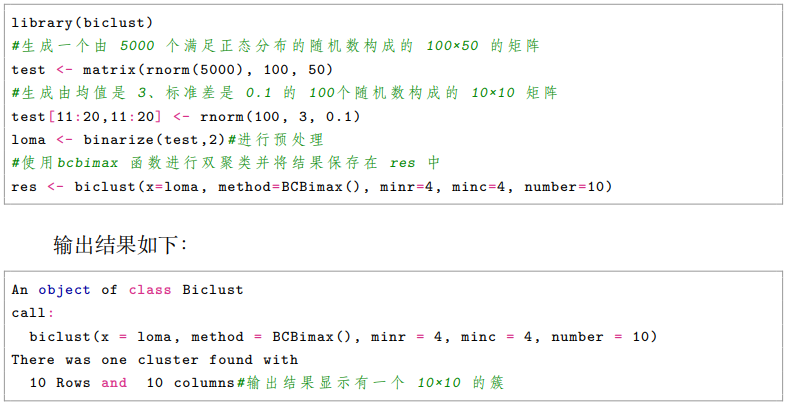 library(biclust)
#生成一个由 5000 个满足正态分布的随机数构成的 100×50 的矩阵
test <- matrix(rnorm(5000), 100, 50)
#生成由均值是 3、标准差是 0.1 的 100个随机数构成的 10×10 矩阵
test[11:20,11:20] <- rnorm(100, 3, 0.1)
loma <- binarize(test,2)#进行预处理
#使用bcbimax 函数进行双聚类并将结果保存在 res 中
res <- biclust(x=loma, method=BCBimax(), minr=4, minc=4, number=10)
输出结果如下：
An object of class Biclust
call:
  biclust(x = loma, method = BCBimax(), minr = 4, minc = 4, number = 10)
There was one cluster found with
  10 Rows and  10 columns#输出结果显示有一个 10×10 的簇